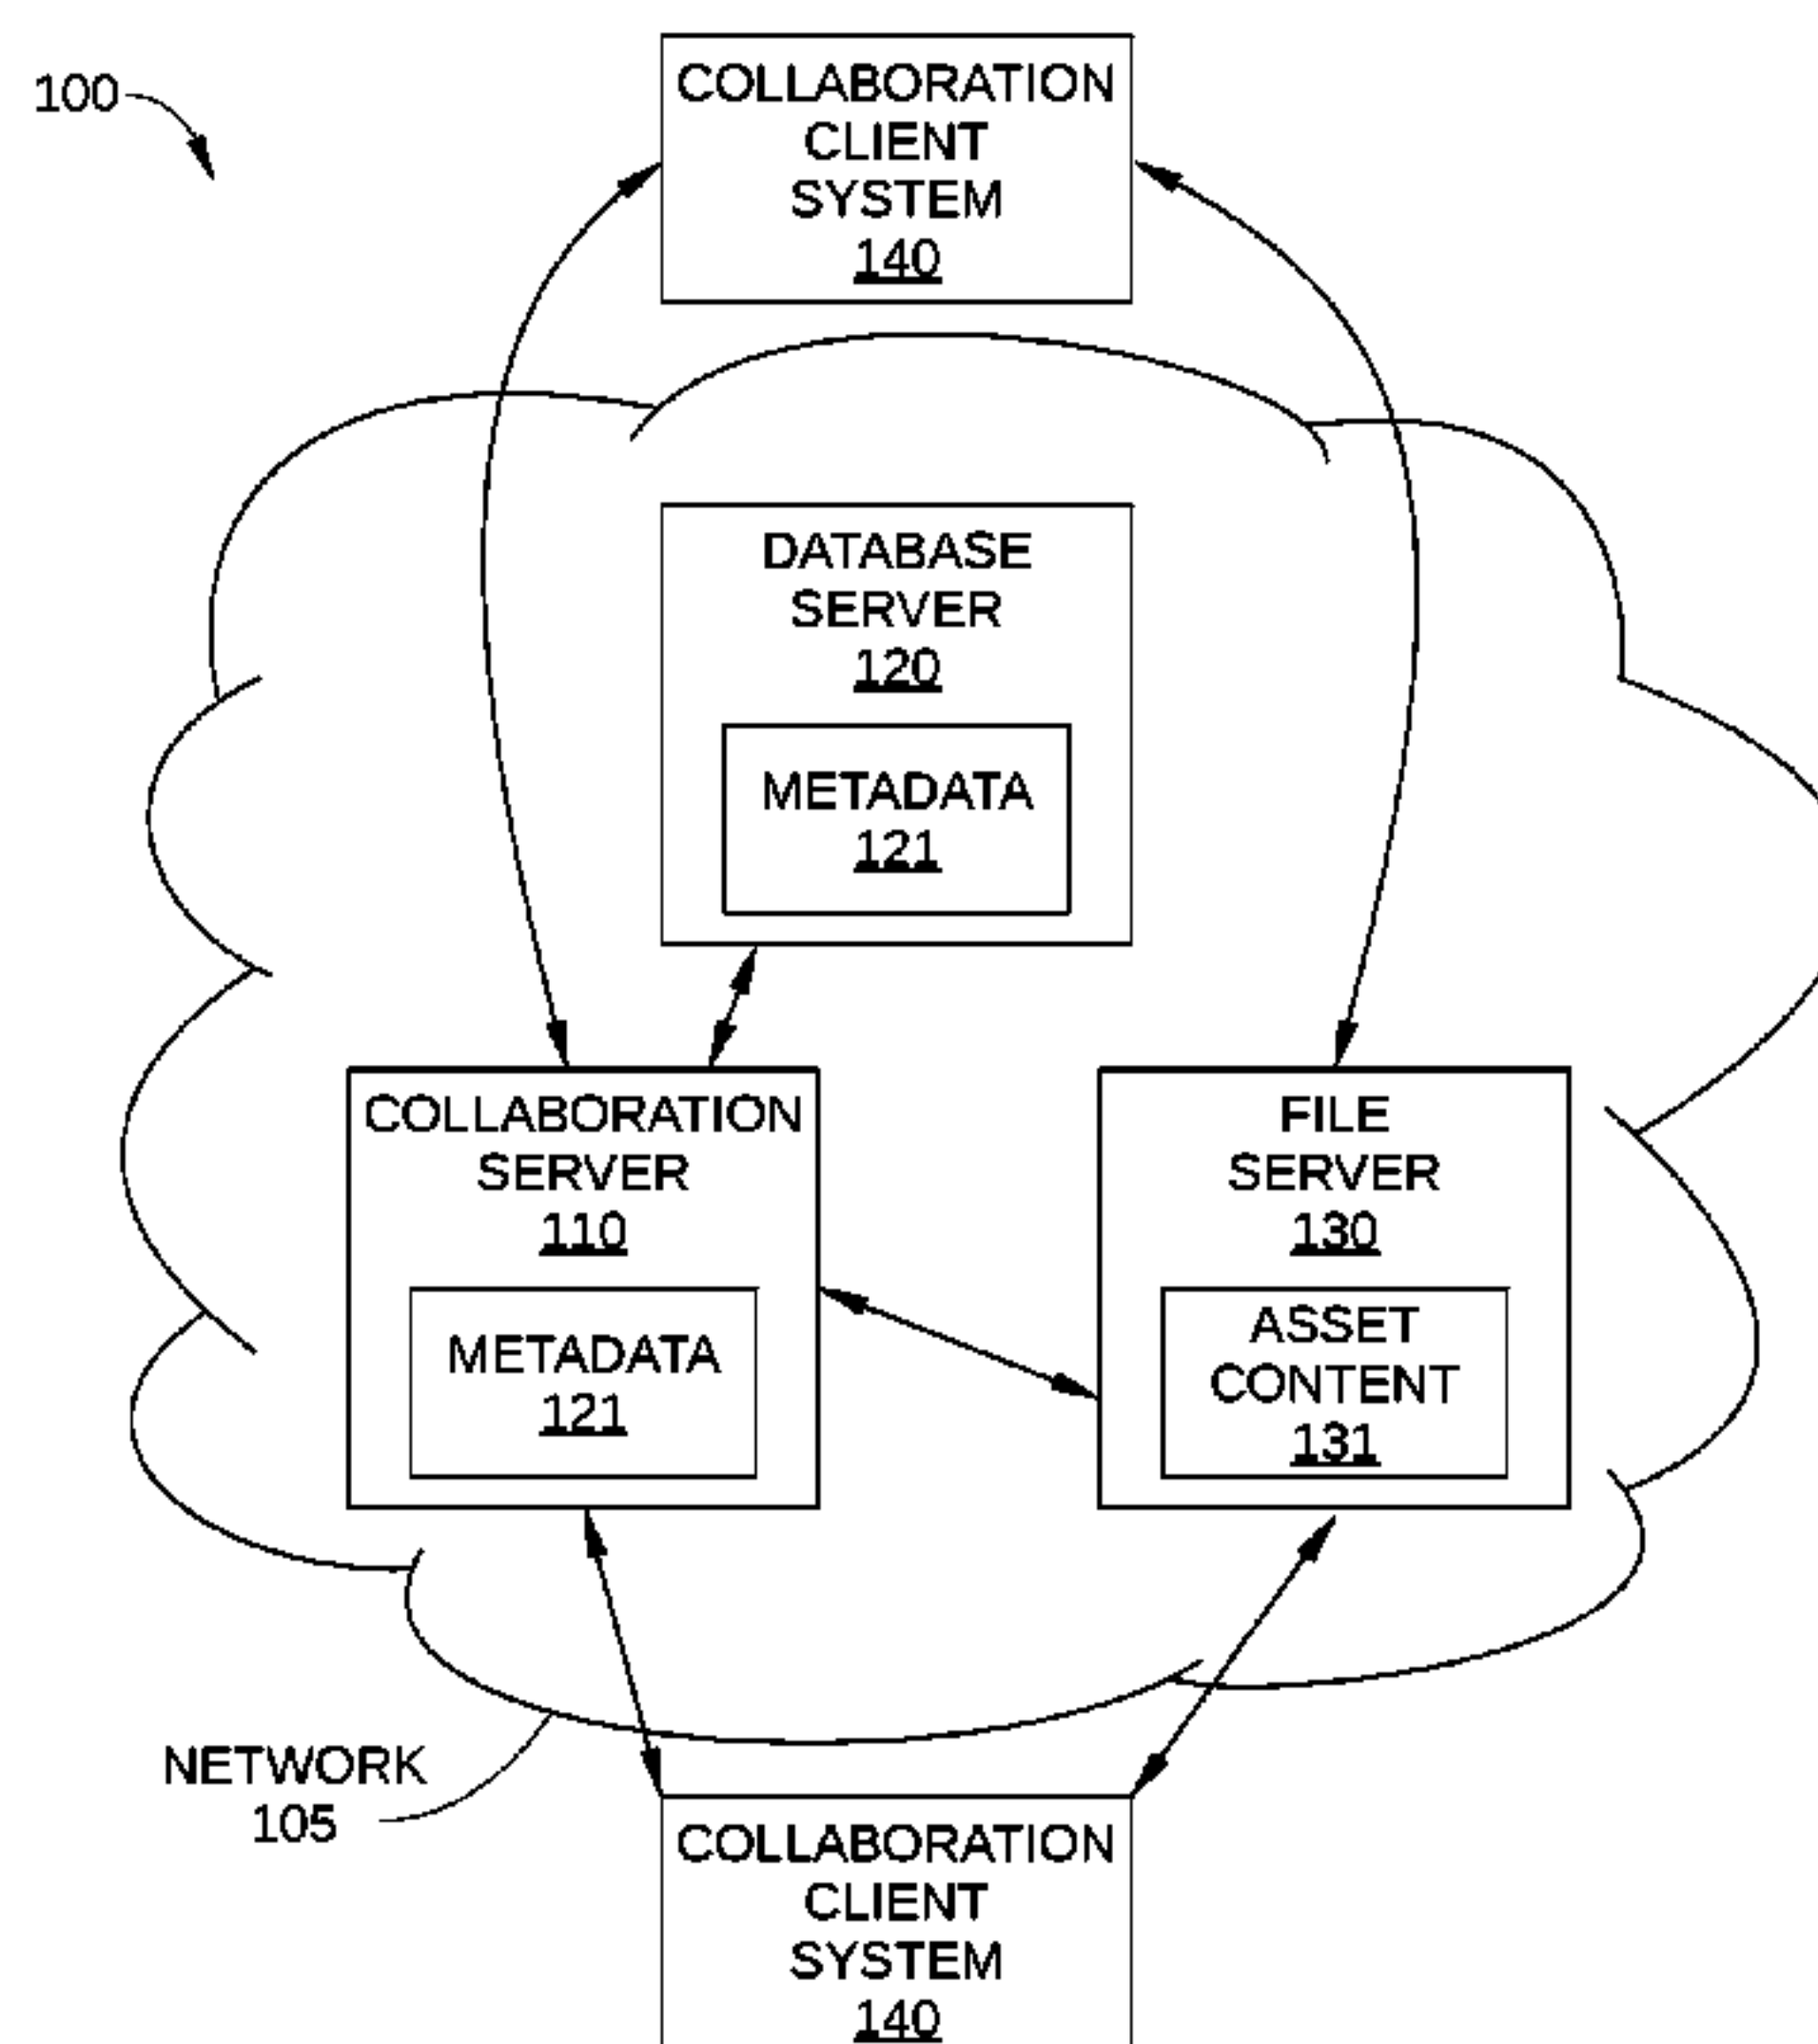 100
COLLABORATION
CLIENT
SYSTEM
140
DATABASE
SERVER
120
METADATA
121
COLLABORATION
SERVER
110
METADATA
121
FILE
SERVER
130
ASSET
CONTENT
131
NETWORK
105
COLLABORATION
CLIENT
SYSTEM
140